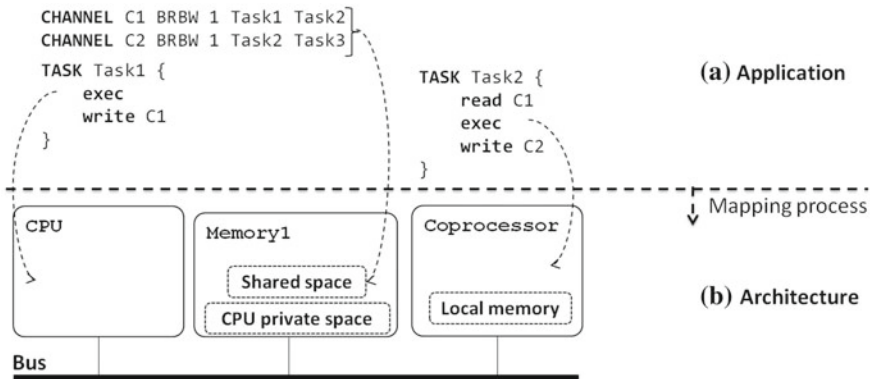 CHANNEL C1 BRBW 1 Task1 Task2
CHANNEL C2 BRBW 1 Task2 Task3
TASK Task1 {
exec
write C1
}
TASK Task2 {
read C1
exec
write C2
}
(a) Application
Mapping process
CPU
Memory1
Shared space
CPU private space
Coprocessor
Local memory
(b) Architecture
Bus